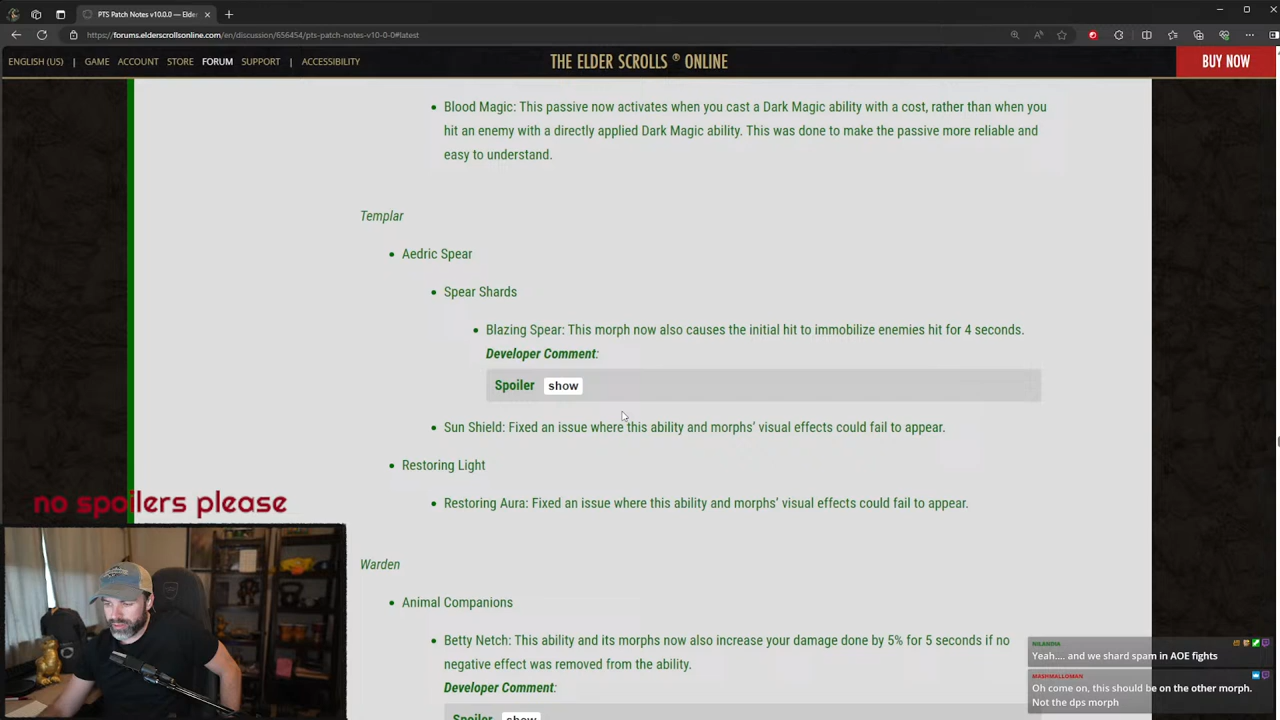 PTS Patch Notes v10.0.0 — Elder
https://forums.elderscrollsonline.com/en/discussion/656454/pts-patch-notes-v10-0-0#latest
ENGLISH (US) | GAME ACCOUNT STORE FORUM SUPPORT | ACCESSIBILITY
THE ELDER SCROLLS ® ONLINE
BUY NOW
• Blood Magic: This passive now activates when you cast a Dark Magic ability with a cost, rather than when you
hit an enemy with a directly applied Dark Magic ability. This was done to make the passive more reliable and
easy to understand.
Templar
• Aedric Spear
• Spear Shards
• Blazing Spear: This morph now also causes the initial hit to immobilize enemies hit for 4 seconds.
Developer Comment:
Spoiler show
• Sun Shield: Fixed an issue where this ability and morphs' visual effects could fail to appear.
• Restoring Light
• Restoring Aura: Fixed an issue where this ability and morphs' visual effects could fail to appear.
no spoilers please
Warden
• Animal Companions
• Betty Netch: This ability and its morphs now also increase your damage done by 5% for 5 seconds if no
negative effect was removed from the ability.
Developer Comment:
Spoiler show
NILANDIA
Yeah.... and we shard spam in AOE fights
MASHMALLOMAN
Oh come on, this should be on the other morph.
Not the dps morph